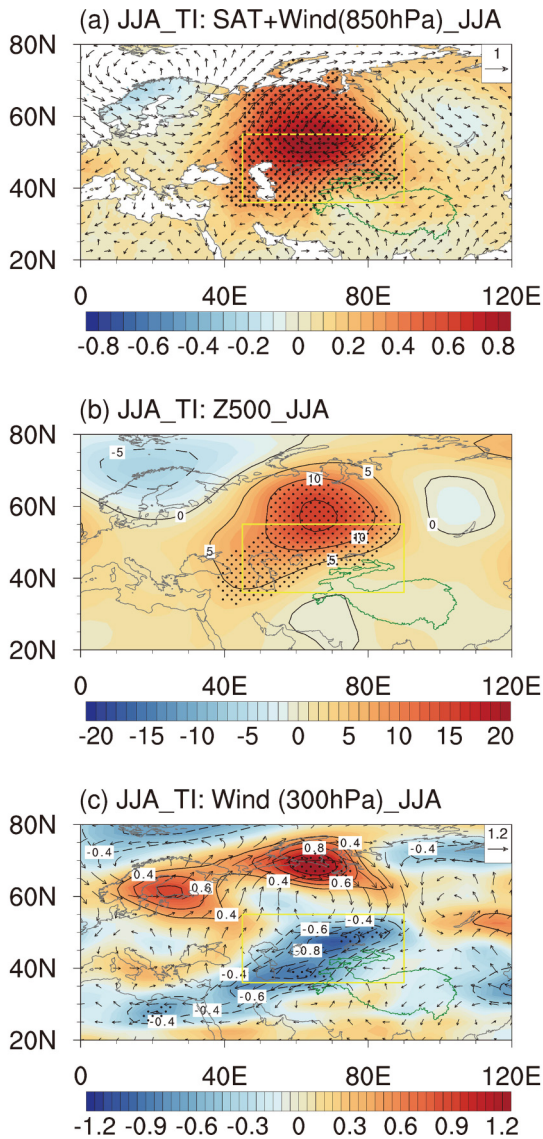 (a) JJA_TI: SAT+Wind(850hPa)_JJA
80N
1
60N
40N
20N
0 40E 80E 120E
-0.8 -0.6 -0.4 -0.2 0 0.2 0.4 0.6 0.8
(b) JJA_TI: Z500_JJA
80N
-5
5
10
60N
0
0
10
5
5
40N
20N
0 40E 80E 120E
-20 -15 -10 -5 0 5 10 15 20
(c) JJA_TI: Wind (300hPa)_JJA
80N
1.2
-0.4
0.8
0.4
-0.4
0.4
0.6
0.4
0.6
60N
0.4
-0.4
-0.6
-0.8
40N
-0.4
-0.6
-0.4
20N
0 40E 80E 120E
-1.2 -0.9 -0.6 -0.3 0 0.3 0.6 0.9 1.2